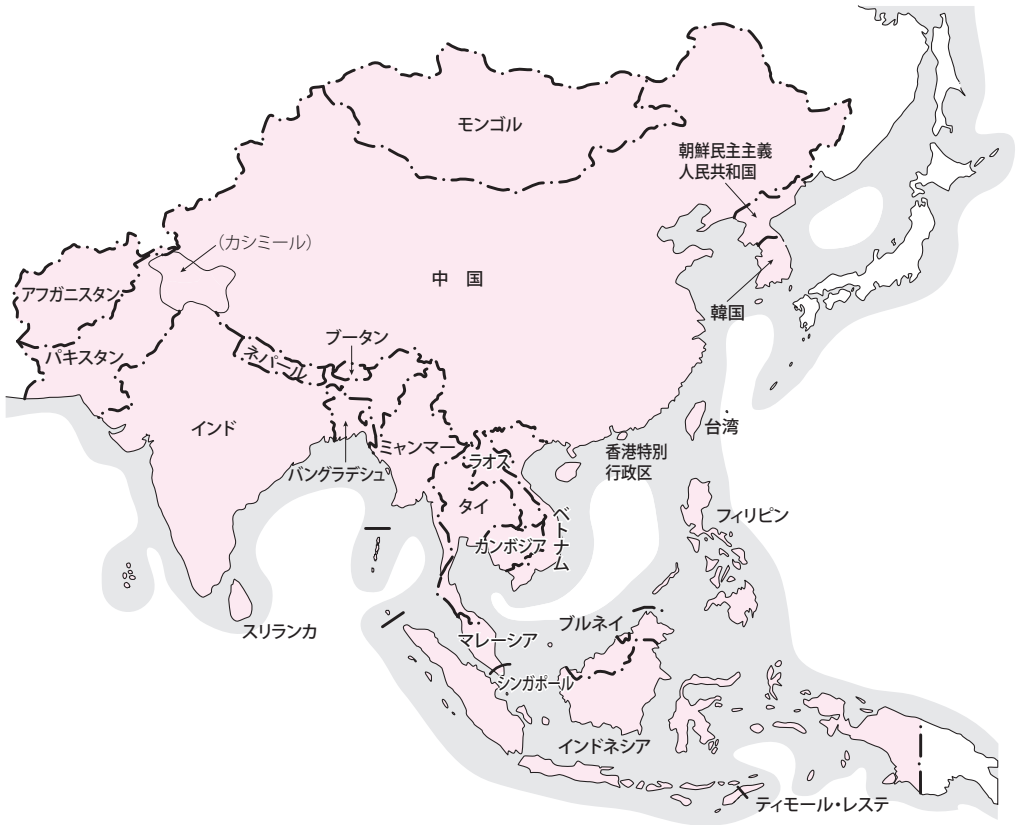 モンゴル
朝鮮民主主義
人民共和国
(カシミール)
中 国
アフガニスタン
韓国
パキスタン
ブータン
ネパール
インド
台湾
ミャンマー
香港特別
行政区
ラオス
バングラデシュ
タイ
ベトナム
フィリピン
カンボジア
スリランカ
ブルネイ
マレーシア
シンガポール
インドネシア
ティモール・レステ